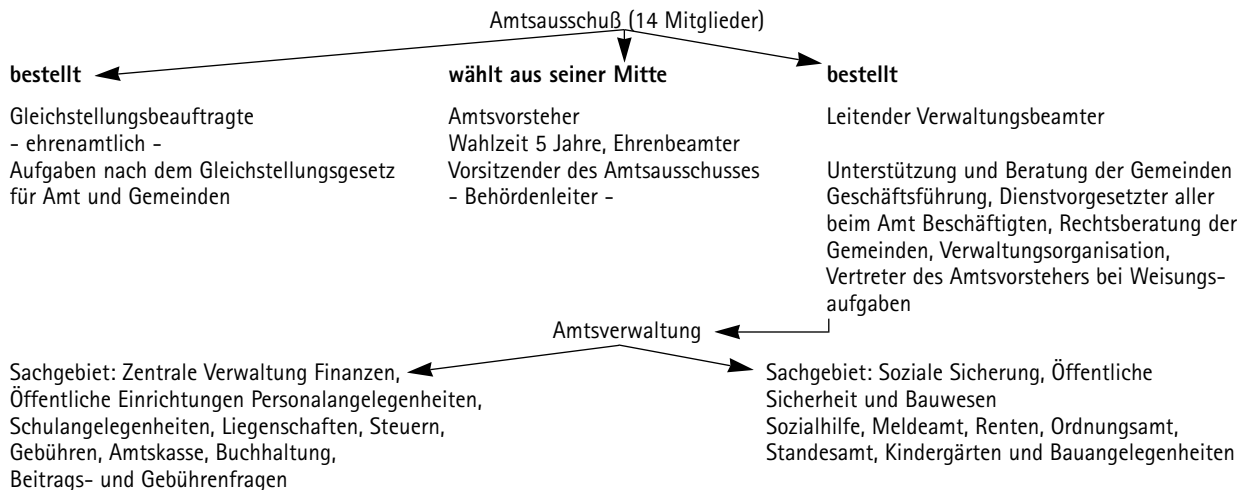 Amtsausschuß (14 Mitglieder)
bestellt
Gleichstellungsbeauftragte
- ehrenamtlich -
Aufgaben nach dem Gleichstellungsgesetz
für Amt und Gemeinden
wählt aus seiner Mitte
Amtsvorsteher
Wahlzeit 5 Jahre, Ehrenbeamter
Vorsitzender des Amtsausschusses
- Behördenleiter -
bestellt
Leitender Verwaltungsbeamter
Unterstützung und Beratung der Gemeinden
Geschäftsführung, Dienstvorgesetzter aller
beim Amt Beschäftigten, Rechtsberatung der
Gemeinden, Verwaltungsorganisation,
Vertreter des Amtsvorstehers bei Weisungs-
aufgaben
Amtsverwaltung
Sachgebiet: Zentrale Verwaltung Finanzen,
Öffentliche Einrichtungen Personalangelegenheiten,
Schulangelegenheiten, Liegenschaften, Steuern,
Gebühren, Amtskasse, Buchhaltung,
Beitrags- und Gebührenfragen
Sachgebiet: Soziale Sicherung, Öffentliche
Sicherheit und Bauwesen
Sozialhilfe, Meldeamt, Renten, Ordnungsamt,
Standesamt, Kindergärten und Bauangelegenheiten